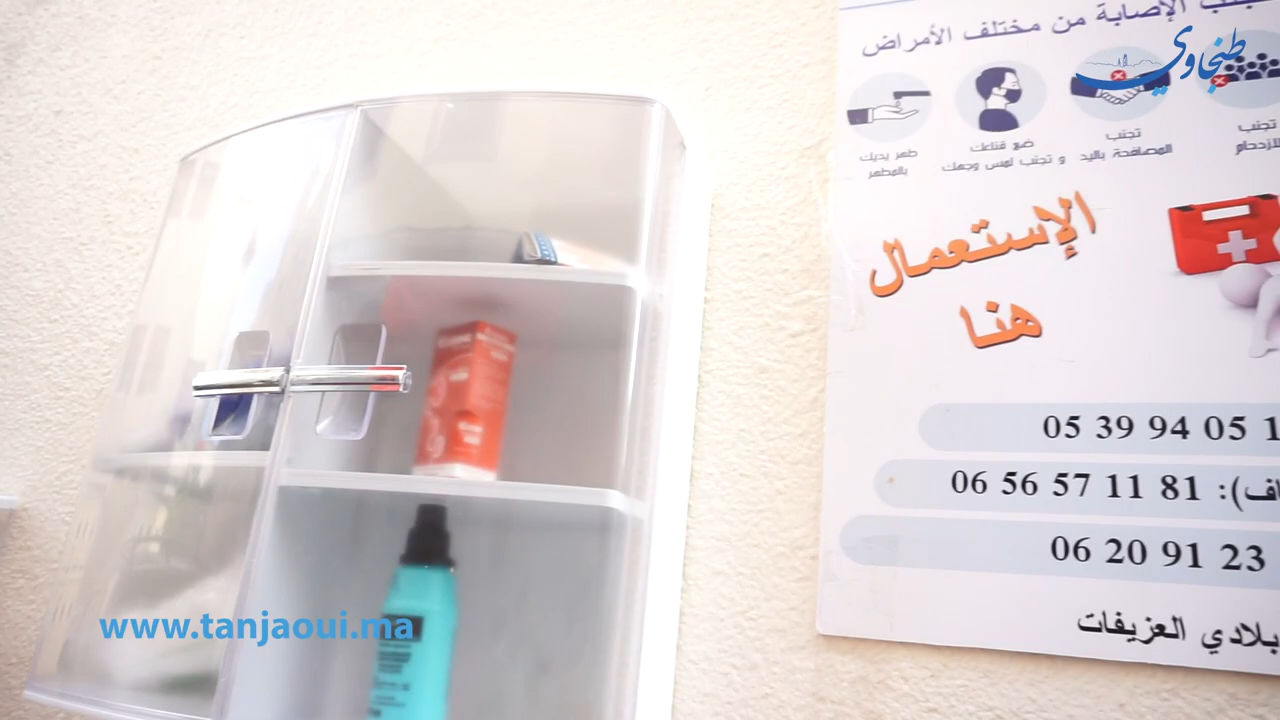 تجنب الإصابة من مختلف الأمراض
طنجاوي
تجنب
الازدحام
تجنب
المصافحة باليد
ضع قناعك
و تجنب لمس وجهك
طهر يديك
بالمطهر
الإستعمال
هنا
05 39 94 05 1
06 56 57 11 81
06 20 91 23
بلادي العزيفات
www.tanjaoui.ma